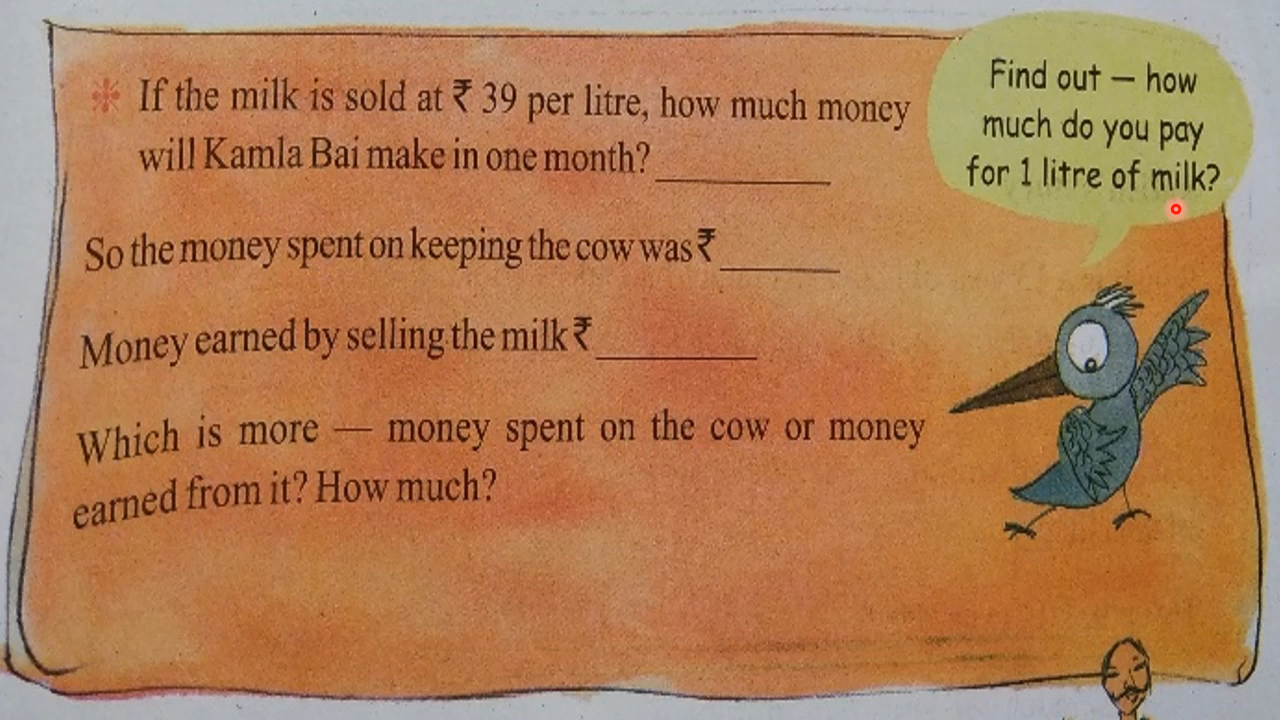 ❊ If the milk is sold at ₹ 39 per litre, how much money
will Kamla Bai make in one month? __________
So the money spent on keeping the cow was ₹ _______
Money earned by selling the milk ₹ __________
Which is more — money spent on the cow or money
earned from it? How much?
Find out — how
much do you pay
for 1 litre of milk?